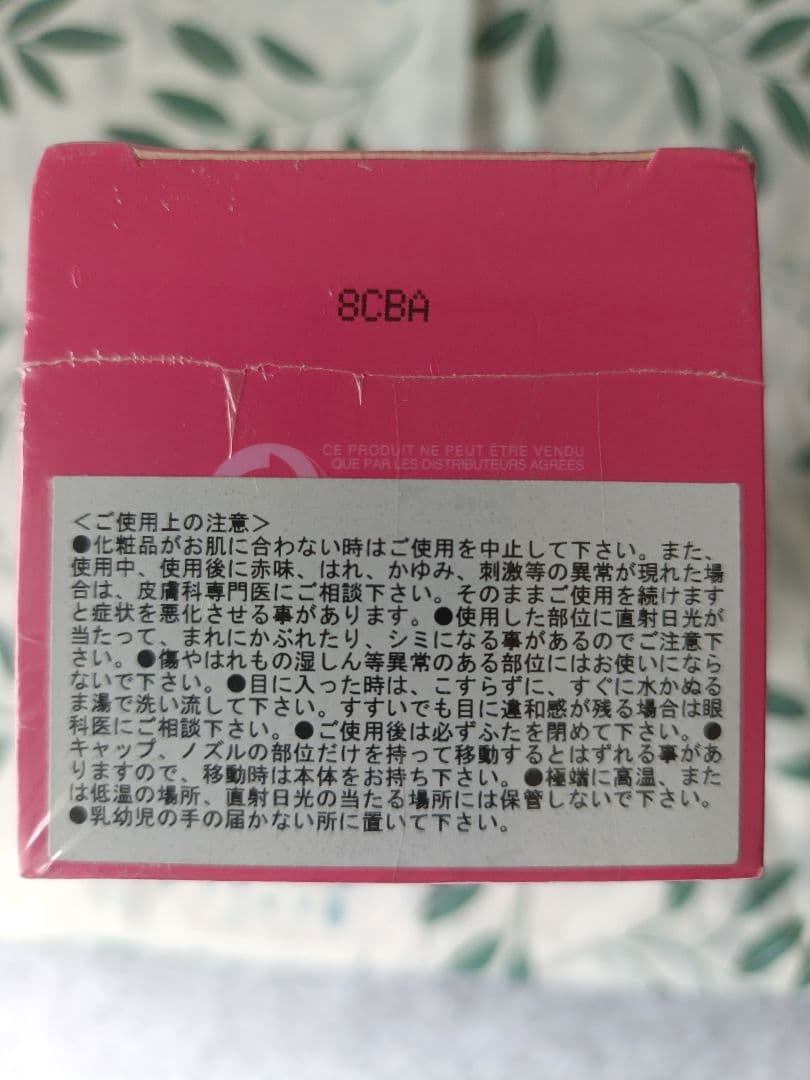 8CBA
CE PRODUIT NE PEUT ÊTRE VENDU
QUE PAR LES DISTRIBUTEURS AGRÉÉS
＜ご使用上の注意＞
●化粧品がお肌に合わない時はご使用を中止して下さい。また、
使用中、使用後に赤味、はれ、かゆみ、刺激等の異常が現れた場
合は、皮膚科専門医にご相談下さい。そのままご使用を続けます
と症状を悪化させる事があります。●使用した部位に直射日光が
当たって、まれにかぶれたり、シミになる事があるのでご注意下
さい。●傷やはれもの湿しん等異常のある部位にはお使いになら
ないで下さい。●目に入った時は、こすらずに、すぐに水かぬる
ま湯で洗い流して下さい。すすいでも目に違和感が残る場合は眼
科医にご相談下さい。●ご使用後は必ずふたを閉めて下さい。●
キャップ、ノズルの部位だけを持って移動するとはずれる事があ
りますので、移動時は本体をお持ち下さい。●極端に高温、また
は低温の場所、直射日光の当たる場所には保管しないで下さい。
●乳幼児の手の届かない所に置いて下さい。